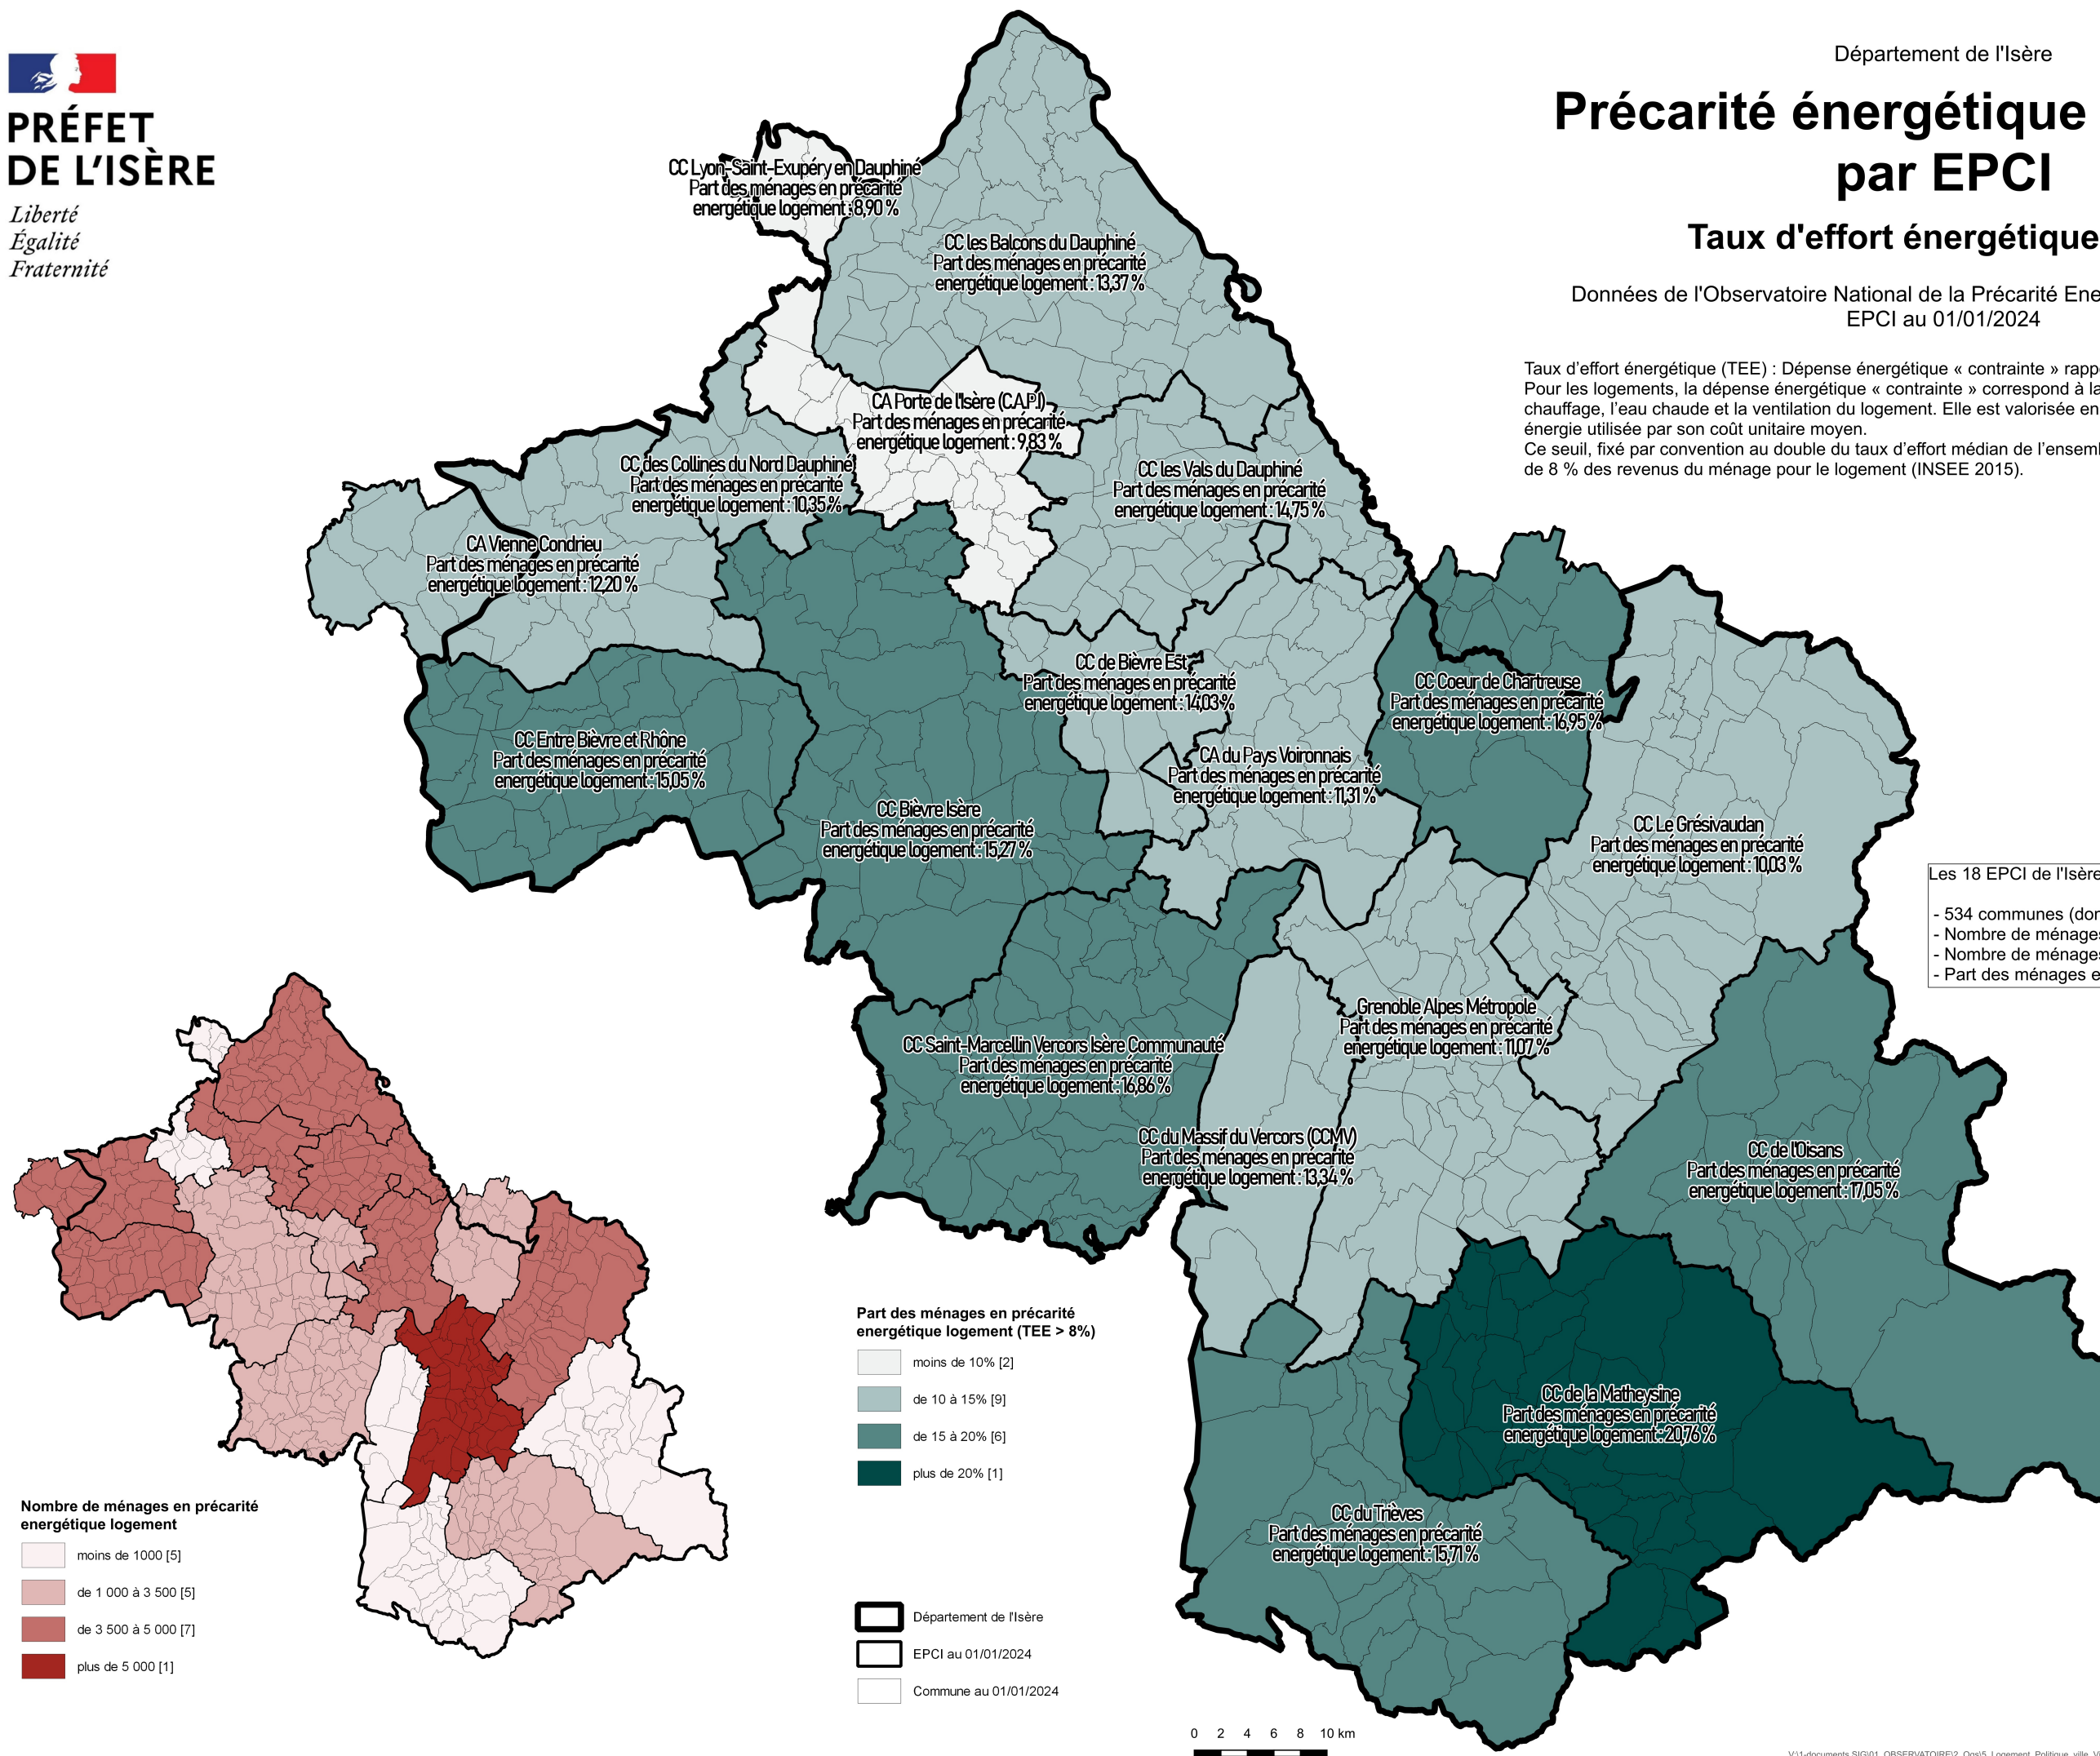 PRÉFET
DE L'ISÈRE
Liberté
Égalité
Fraternité
Département de l'Isère
Précarité énergétique
par EPCI
Taux d'effort énergétique
Données de l'Observatoire National de la Précarité Ene
EPCI au 01/01/2024
Taux d'effort énergétique (TEE) : Dépense énergétique « contrainte » rapp
Pour les logements, la dépense énergétique « contrainte » correspond à la
chauffage, l'eau chaude et la ventilation du logement. Elle est valorisée en
énergie utilisée par son coût unitaire moyen.
Ce seuil, fixé par convention au double du taux d'effort médian de l'ensem
de 8 % des revenus du ménage pour le logement (INSEE 2015).
CC Lyon-Saint-Exupéry en Dauphiné
Part des ménages en précarité
energétique logement : 8,90 %
CC les Balcons du Dauphiné
Part des ménages en précarité
energétique logement : 13,37 %
CA Porte de l'Isère (C.A.P.I)
Part des ménages en précarité
energétique logement : 9,83 %
CC des Collines du Nord Dauphiné
Part des ménages en précarité
energétique logement : 10,35 %
CC les Vals du Dauphiné
Part des ménages en précarité
energétique logement : 14,75 %
CA Vienne Condrieu
Part des ménages en précarité
energétique logement : 12,20 %
CC de Bièvre Est
Part des ménages en précarité
energétique logement : 14,03 %
CC Coeur de Chartreuse
Part des ménages en précarité
energétique logement : 16,95 %
CC Entre Bièvre et Rhône
Part des ménages en précarité
energétique logement : 15,05 %
CA du Pays Voironnais
Part des ménages en précarité
energétique logement : 11,31 %
CC Bièvre Isère
Part des ménages en précarité
energétique logement : 15,27 %
CC Le Grésivaudan
Part des ménages en précarité
energétique logement : 10,03 %
Les 18 EPCI de l'Isère
- 534 communes (don
- Nombre de ménages
- Nombre de ménages
- Part des ménages e
Grenoble Alpes Métropole
Part des ménages en précarité
energétique logement : 11,07 %
CC Saint-Marcellin Vercors Isère Communauté
Part des ménages en précarité
energétique logement : 16,86 %
CC du Massif du Vercors (CCMV)
Part des ménages en précarité
energétique logement : 13,34 %
CC de l'Oisans
Part des ménages en précarité
energétique logement : 17,05 %
CC de la Matheysine
Part des ménages en précarité
energétique logement : 20,76 %
CC du Trièves
Part des ménages en précarité
energétique logement : 15,71 %
Part des ménages en précarité
energétique logement (TEE > 8%)
moins de 10% [2]
de 10 à 15% [9]
de 15 à 20% [6]
plus de 20% [1]
Nombre de ménages en précarité
energétique logement
moins de 1000 [5]
de 1 000 à 3 500 [5]
de 3 500 à 5 000 [7]
plus de 5 000 [1]
Département de l'Isère
EPCI au 01/01/2024
Commune au 01/01/2024
0 2 4 6 8 10 km